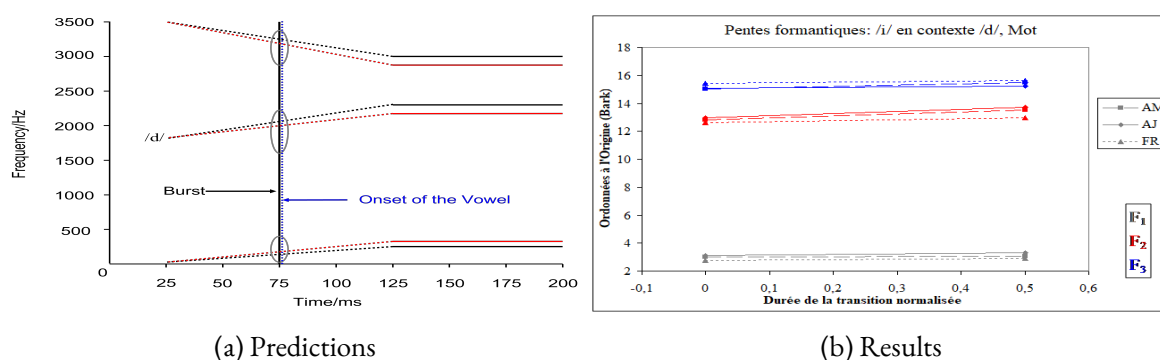 3500
3000
2500
2000
1500
1000
500
0
Frequency/Hz
/d/
Burst
Onset of the Vowel
25 50 75 100 125 150 175 200
Time/ms
(a) Predictions
Pentes formantiques: /i/ en contexte /d/, Mot
18
16
14
12
10
8
6
4
2
Ordonnées à l'Origine (Bark)
-0,1 0 0,1 0,2 0,3 0,4 0,5 0,6
Durée de la transition normalisée
AM
AJ
FR
F1
F2
F3
(b) Results